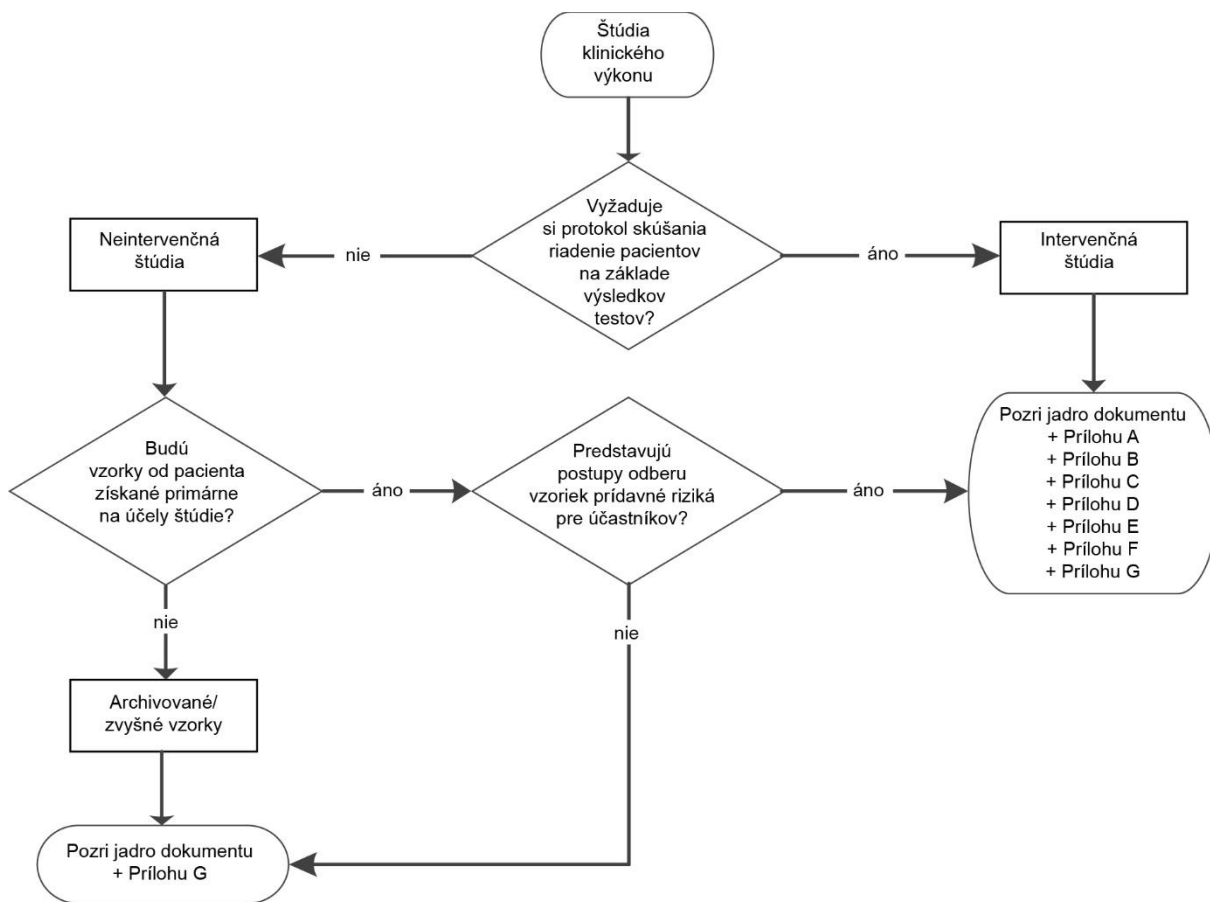 Štúdia
klinického
výkonu
Vyžaduje
si protokol skúšania
riadenie pacientov
na základe
výsledkov
testov?
nie
áno
Neintervenčná
štúdia
Intervenčná
štúdia
Budú
vzorky od pacienta
získané primárne
na účely štúdie?
áno
Predstavujú
postupy odberu
vzoriek prídavné riziká
pre účastníkov?
áno
Pozri jadro dokumentu
+ Prílohu A
+ Prílohu B
+ Prílohu C
+ Prílohu D
+ Prílohu E
+ Prílohu F
+ Prílohu G
nie
nie
Archivované/
zvyšné vzorky
Pozri jadro dokumentu
+ Prílohu G